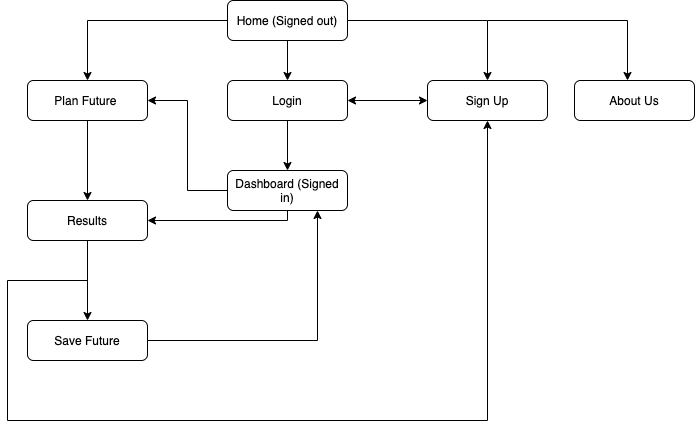 Home (Signed out)
Plan Future
Login
Sign Up
About Us
Dashboard (Signed
in)
Results
Save Future